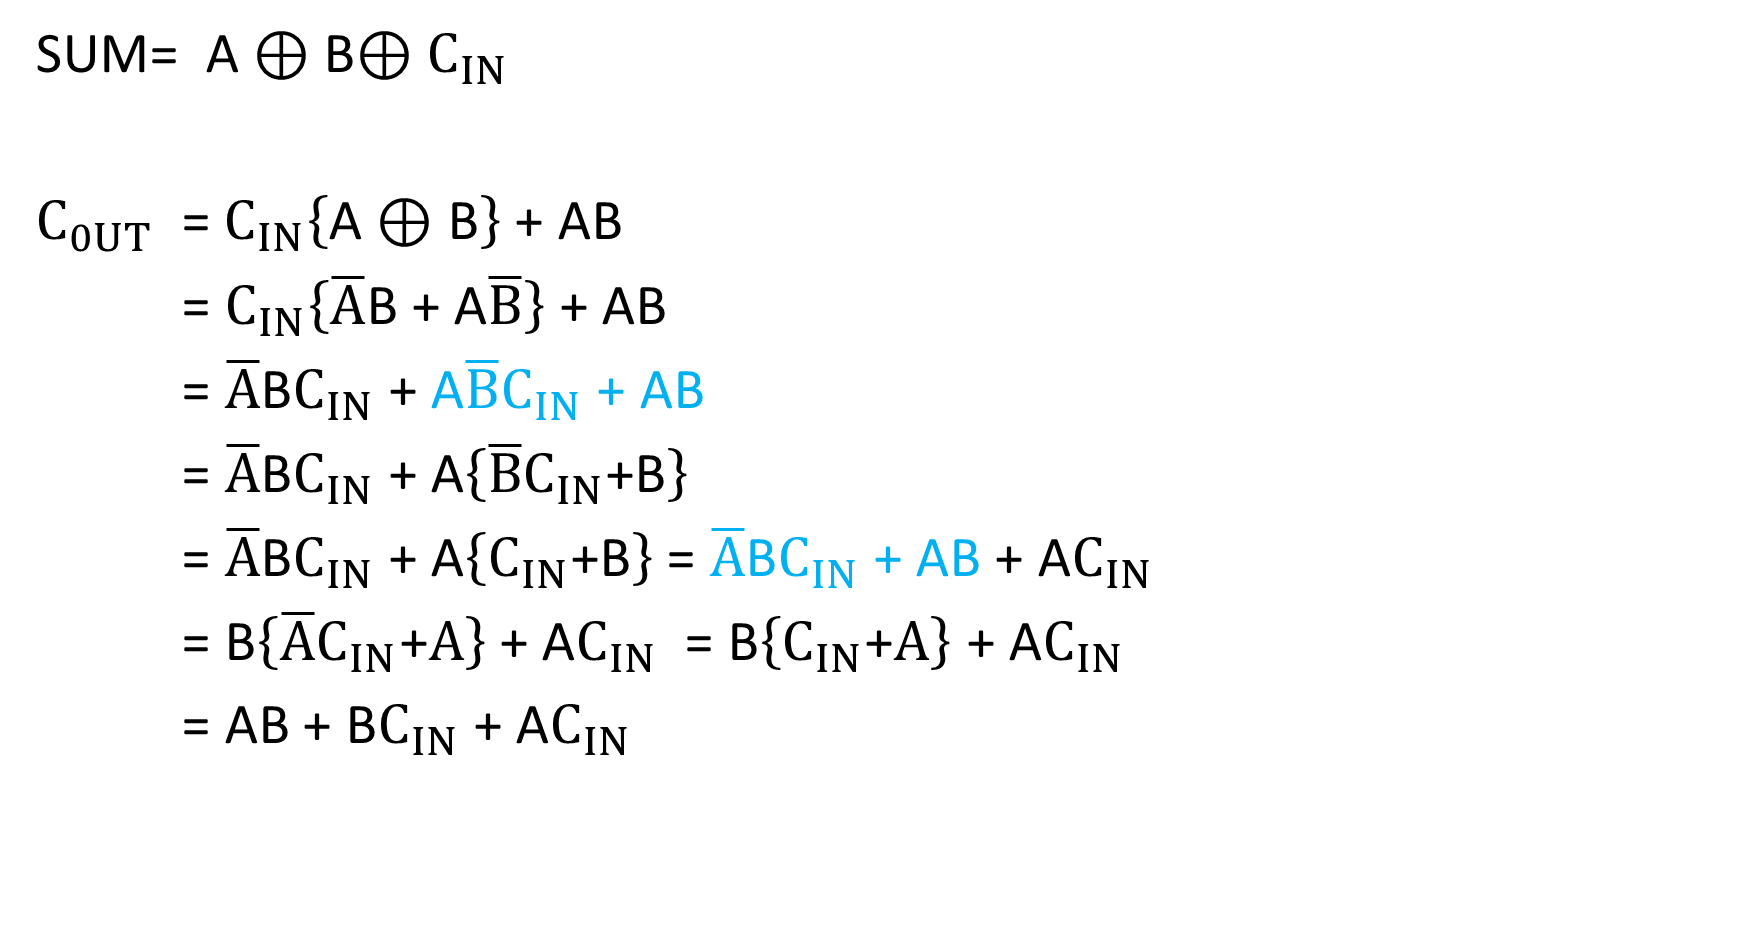 SUM= A ⊕ B⊕ C_IN
C_0UT = C_IN{A ⊕ B} + AB
= C_IN{A̅B + AB̅} + AB
= A̅BC_IN + AB̅C_IN + AB
= A̅BC_IN + A{B̅C_IN+B}
= A̅BC_IN + A{C_IN+B} = A̅BC_IN + AB + AC_IN
= B{A̅C_IN+A} + AC_IN = B{C_IN+A} + AC_IN
= AB + BC_IN + AC_IN